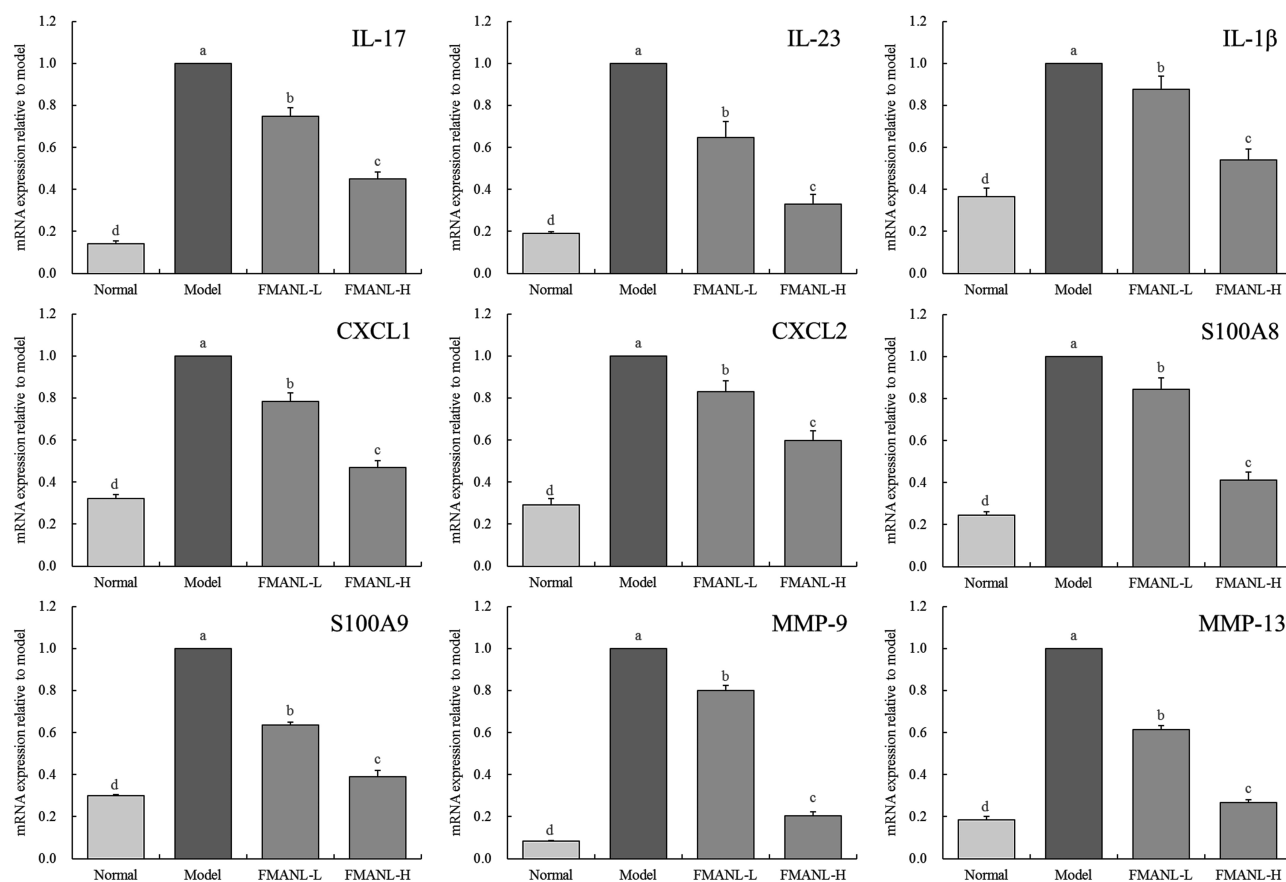 IL-17
mRNA expression relative to model
1.2
1.0
0.8
0.6
0.4
0.2
0.0
d
a
b
c
Normal Model FMANL-L FMANL-H
IL-23
mRNA expression relative to model
1.2
1.0
0.8
0.6
0.4
0.2
0.0
d
a
b
c
Normal Model FMANL-L FMANL-H
IL-1β
mRNA expression relative to model
1.2
1.0
0.8
0.6
0.4
0.2
0.0
d
a
b
c
Normal Model FMANL-L FMANL-H
CXCL1
mRNA expression relative to model
1.2
1.0
0.8
0.6
0.4
0.2
0.0
d
a
b
c
Normal Model FMANL-L FMANL-H
CXCL2
mRNA expression relative to model
1.2
1.0
0.8
0.6
0.4
0.2
0.0
d
a
b
c
Normal Model FMANL-L FMANL-H
S100A8
mRNA expression relative to model
1.2
1.0
0.8
0.6
0.4
0.2
0.0
d
a
b
c
Normal Model FMANL-L FMANL-H
S100A9
mRNA expression relative to model
1.2
1.0
0.8
0.6
0.4
0.2
0.0
d
a
b
c
Normal Model FMANL-L FMANL-H
MMP-9
mRNA expression relative to model
1.2
1.0
0.8
0.6
0.4
0.2
0.0
d
a
b
c
Normal Model FMANL-L FMANL-H
MMP-13
mRNA expression relative to model
1.2
1.0
0.8
0.6
0.4
0.2
0.0
d
a
b
c
Normal Model FMANL-L FMANL-H